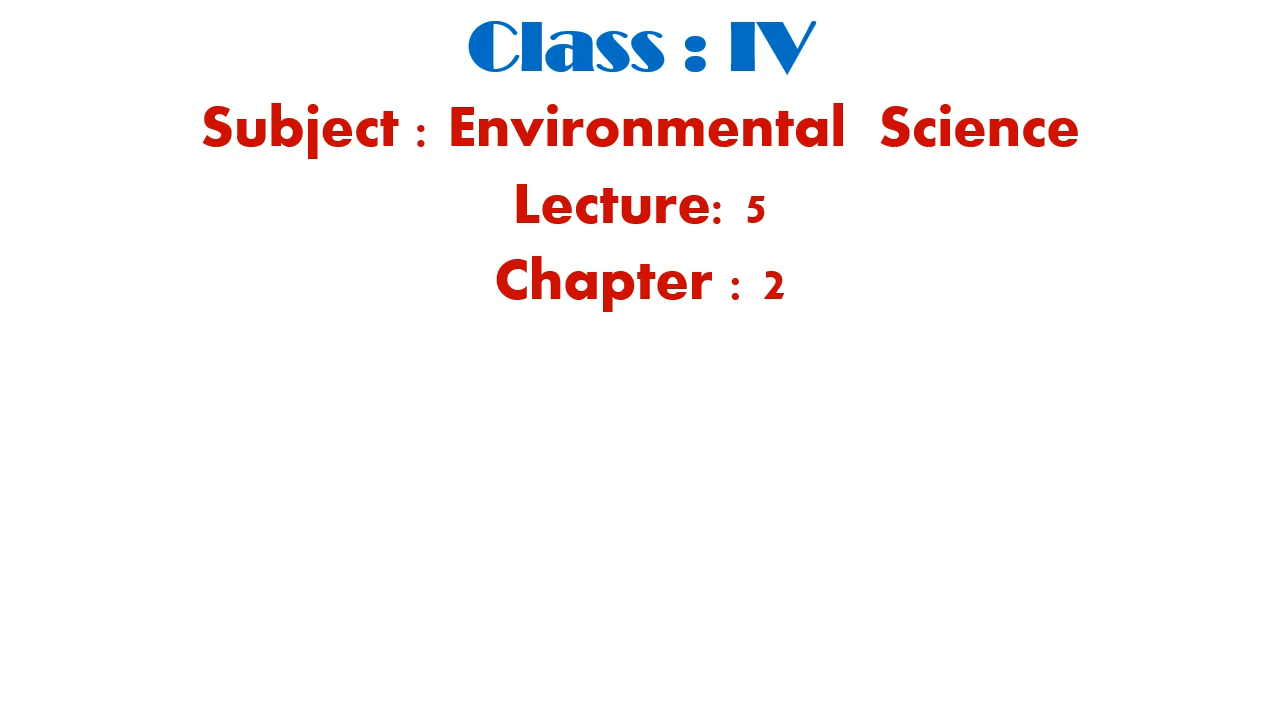 Class : IV
Subject : Environmental Science
Lecture: 5
Chapter : 2